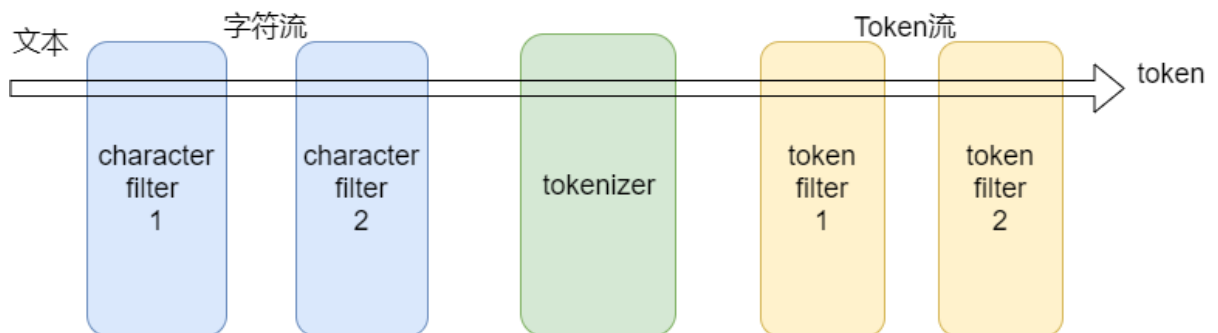 文本
字符流
Token流
token
character
filter
1
character
filter
2
tokenizer
token
filter
1
token
filter
2